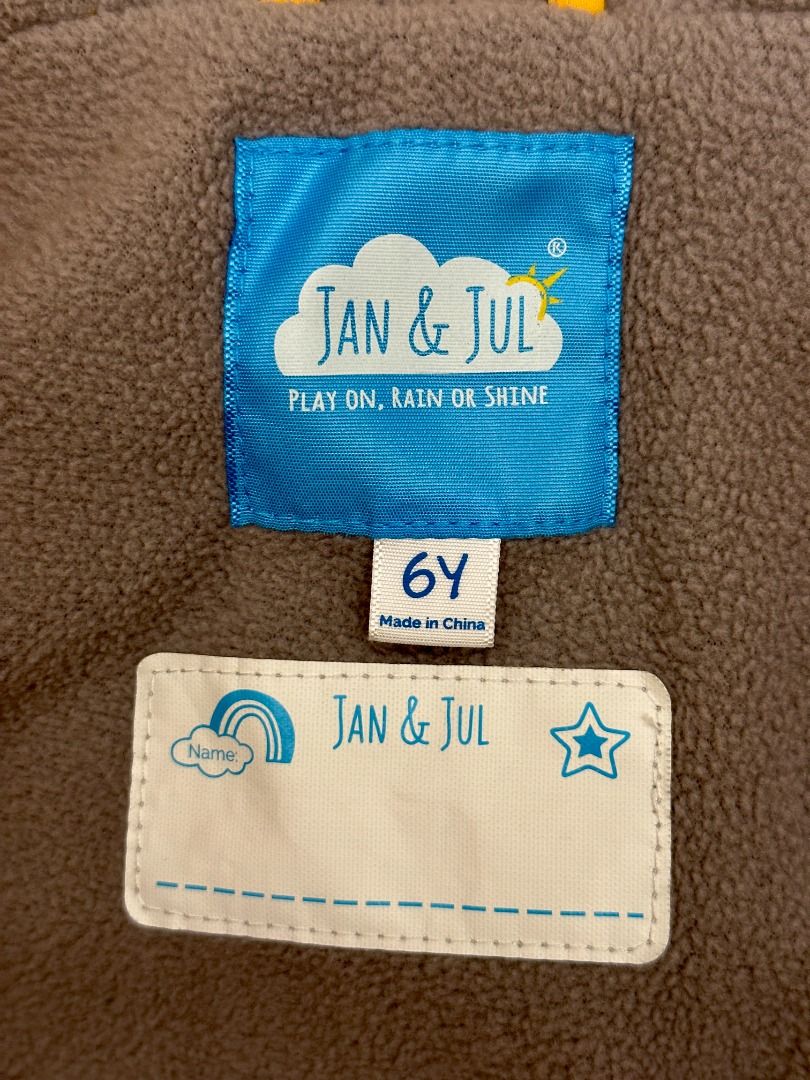 ®
JAN & JUL
PLAY ON, RAIN OR SHINE
6Y
Made in China
JAN & JUL
Name: